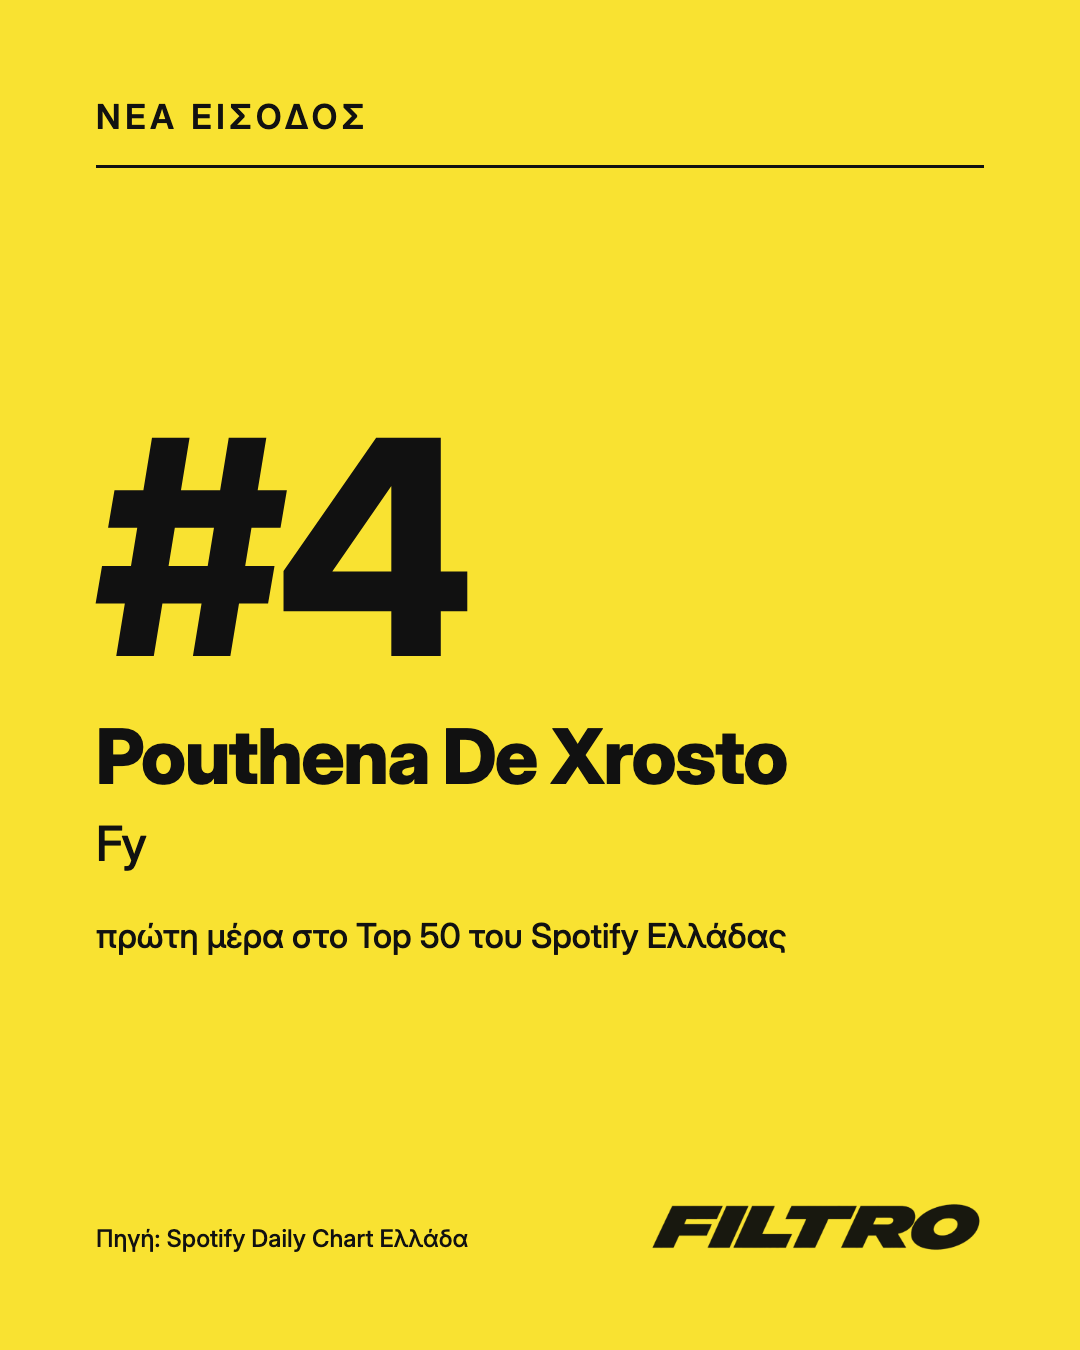 ΝΕΑ ΕΙΣΟΔΟΣ
#4
Pouthena De Xrosto
Fy
πρώτη μέρα στο Top 50 του Spotify Ελλάδας
Πηγή: Spotify Daily Chart Ελλάδα
FILTRO